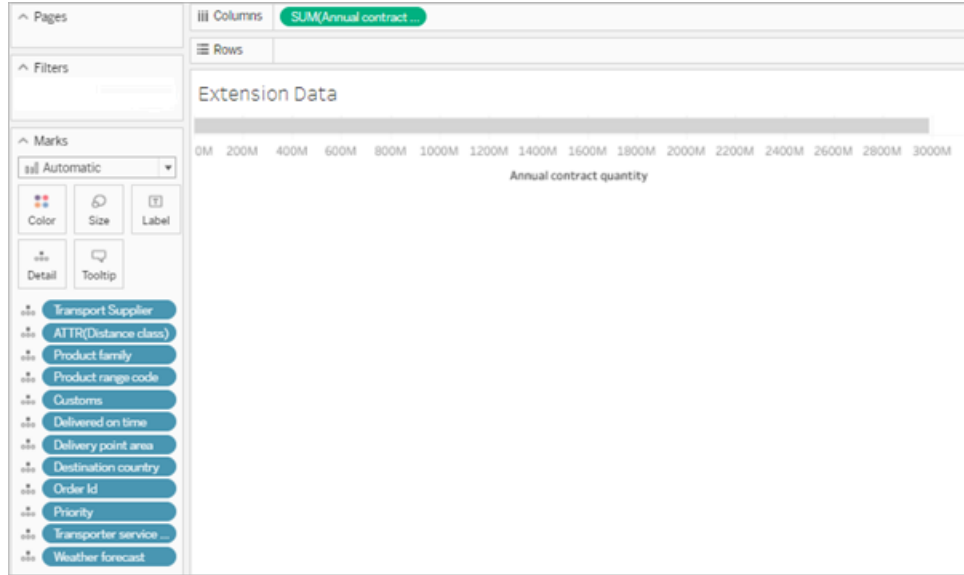 Pages
Columns
SUM(Annual contract ...
Rows
Filters
Extension Data
Marks
Automatic
0M 200M 400M 600M 800M 1000M 1200M 1400M 1600M 1800M 2000M 2200M 2400M 2600M 2800M 3000M
Annual contract quantity
Color Size Label
Detail Tooltip
Transport Supplier
ATTR(Distance class)
Product family
Product range code
Customs
Delivered on time
Delivery point area
Destination country
Order Id
Priority
Transporter service ...
Weather forecast